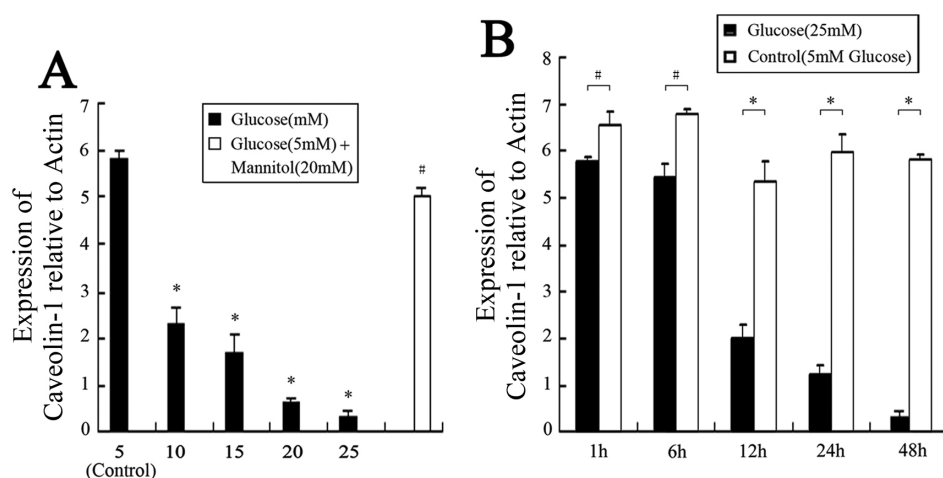 A
Glucose(mM)
Glucose(5mM) +
Mannitol(20mM)
Expression of
Caveolin-1 relative to Actin
7
6
5
4
3
2
1
0
*
*
*
*
#
5
10
15
20
25
(Control)
B
Glucose(25mM)
Control(5mM Glucose)
Expression of
Caveolin-1 relative to Actin
8
7
6
5
4
3
2
1
0
#
#
*
*
*
1h
6h
12h
24h
48h